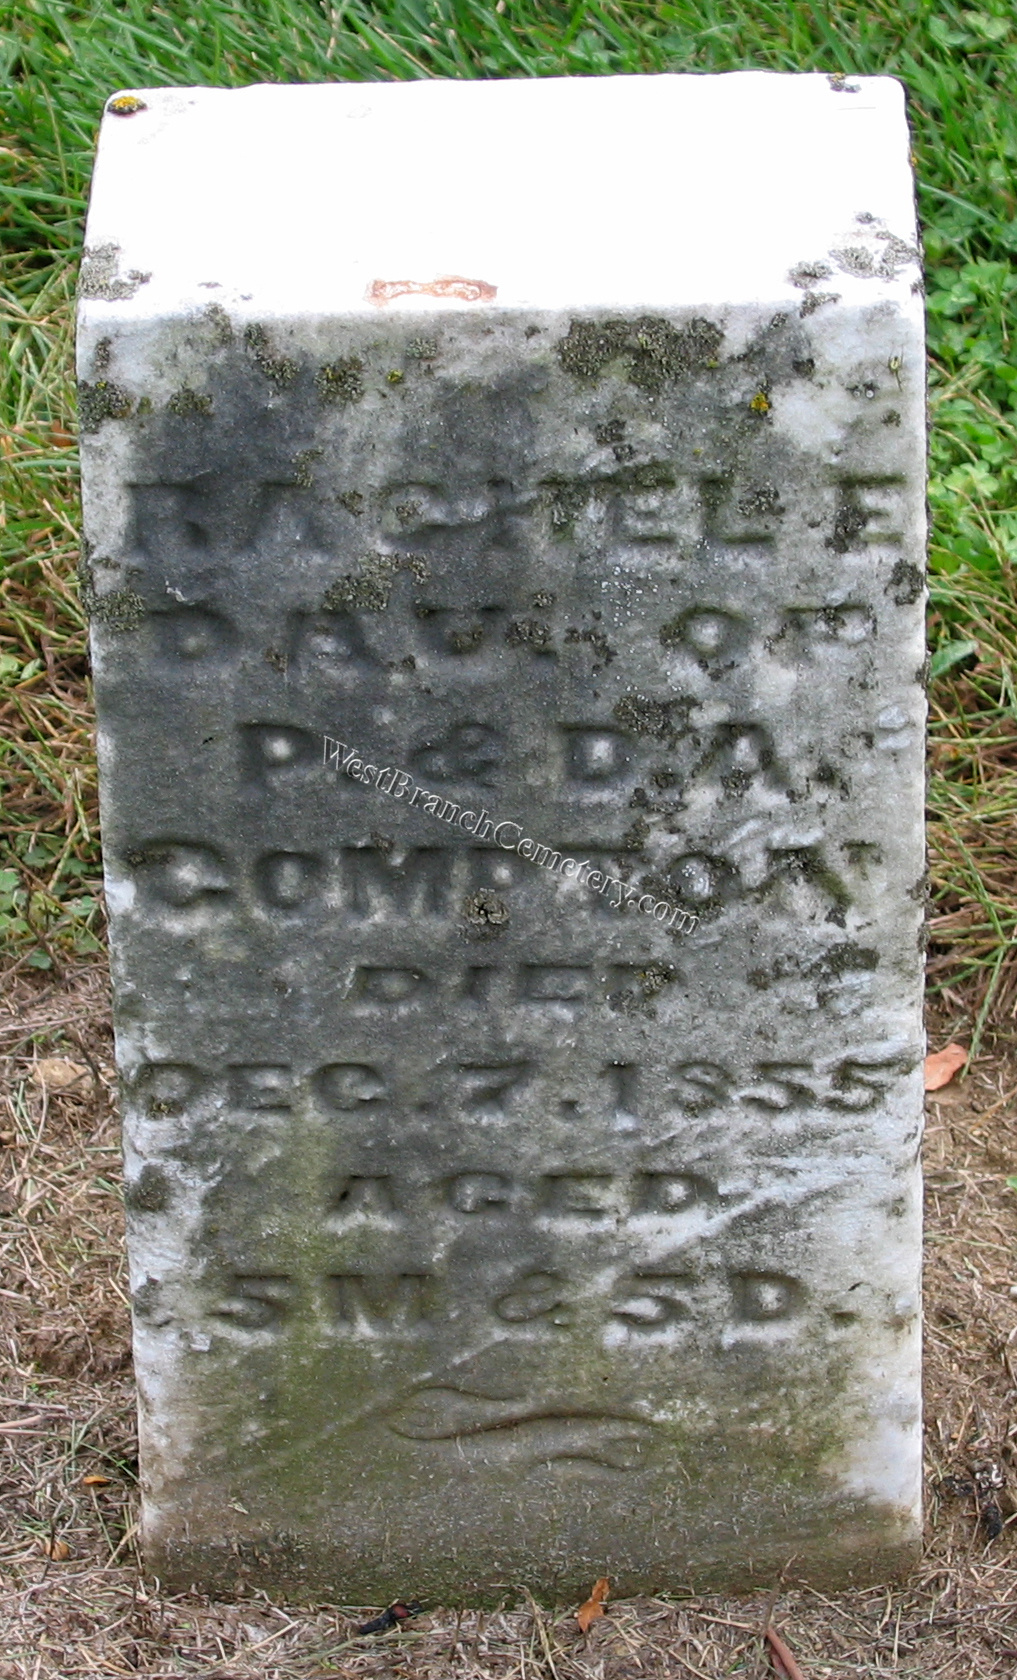 RACHEL E
DAU. OF
P & D.A.
COMPTON
DIED
DEC. 7. 1855
AGED
5 M & 5 D.
WestBranchCemetery.com